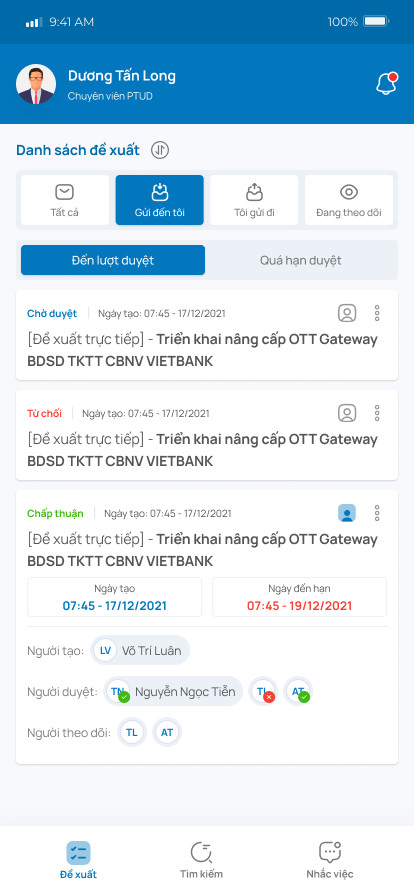 9:41 AM
100%
Dương Tấn Long
Chuyên viên PTUD
Danh sách đề xuất
Tất cả
Gửi đến tôi
Tôi gửi đi
Đang theo dõi
Đến lượt duyệt
Quá hạn duyệt
Chờ duyệt
Ngày tạo: 07:45 - 17/12/2021
[Đề xuất trực tiếp] - Triển khai nâng cấp OTT Gateway
BDSD TKTT CBNV VIETBANK
Từ chối
Ngày tạo: 07:45 - 17/12/2021
[Đề xuất trực tiếp] - Triển khai nâng cấp OTT Gateway
BDSD TKTT CBNV VIETBANK
Chấp thuận
Ngày tạo: 07:45 - 17/12/2021
[Đề xuất trực tiếp] - Triển khai nâng cấp OTT Gateway
BDSD TKTT CBNV VIETBANK
Ngày tạo
07:45 - 17/12/2021
Ngày đến hạn
07:45 - 19/12/2021
Người tạo:
LV
Võ Trí Luân
Người duyệt:
TN
Nguyễn Ngọc Tiễn
TL
AT
Người theo dõi:
TL
AT
Đề xuất
Tìm kiếm
Nhắc việc